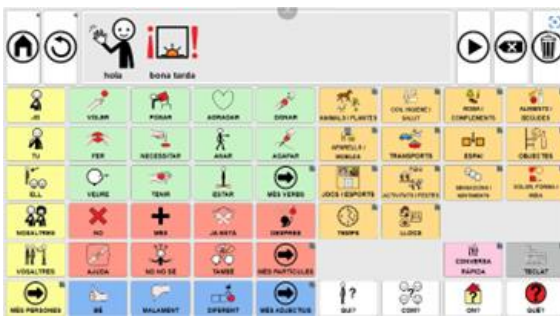 hola bona tarda
JO VOLER POSAR AGRADAR DONAR ANIMALS I PLANTES COS, HIGIENE I SALUT ROBA I COMPLEMENTS ALIMENTS I BEGUDES
TU FER NECESSITAR ANAR AGAFAR APARELLS I MOBLES TRANSPORTS ESPAI OBJECTES
ELL VEURE TENIR ESTAR MÉS VERBS JOCS I ESPORTS ACTIVITATS I FESTES SENSACIONS I SENTIMENTS COLOR, FORMA I MIDA
NOSALTRES NO MÉS JA ESTÀ DESPRÉS TEMPS LLOCS
VOSALTRES AJUDA NO HO SÉ TAMBÉ MÉS PARTÍCULES CONVERSA RÀPIDA TECLAT
MÉS PERSONES BÉ MALAMENT DIFERENT MÉS ADJECTIUS QUI? COM? ON? QUÈ?